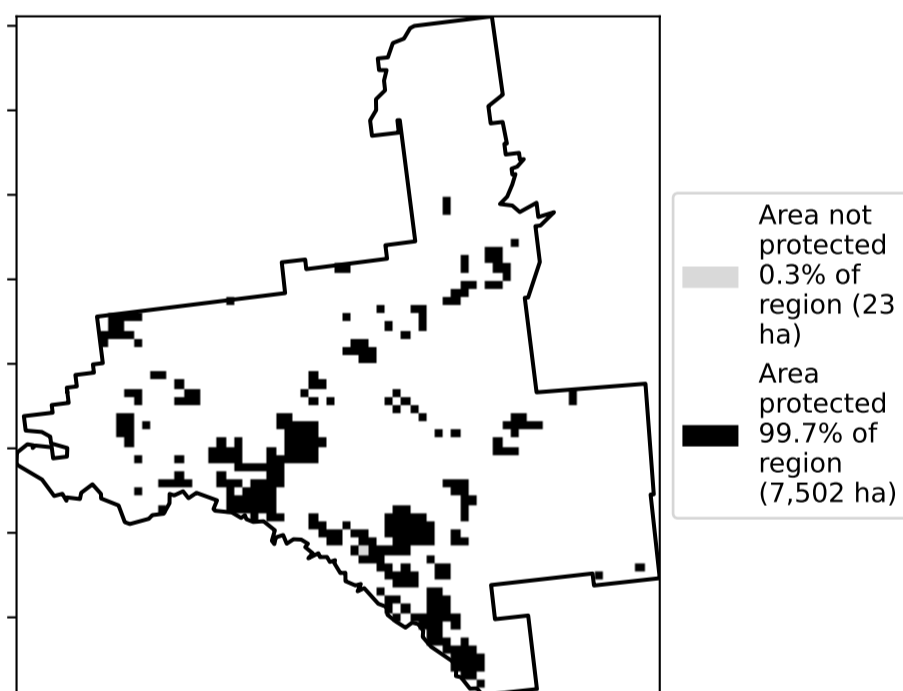 Area not
protected
0.3% of
region (23
ha)
Area
protected
99.7% of
region
(7,502 ha)